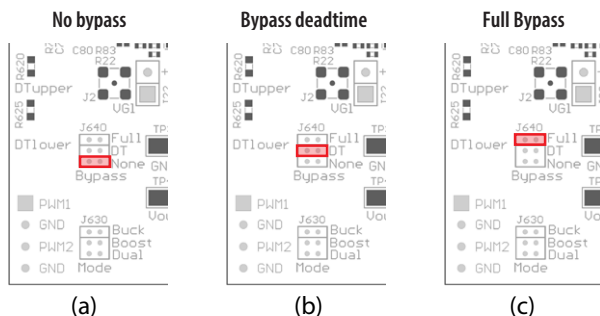 No bypass
C80 R83
R22
R620
DTupper
J2
VG1
R625
J640
Full
DTlower
DT
None
Bypass
PWM1
GND
J630
Buck
PWM2
Boost
Dual
GND
Mode
(a)
Bypass deadtime
C80 R83
R22
R620
DTupper
J2
VG1
R625
J640
Full
DTlower
DT
None
Bypass
PWM1
GND
J630
Buck
PWM2
Boost
Dual
GND
Mode
(b)
Full Bypass
C80 R83
R22
R620
DTupper
J2
VG1
R625
J640
Full
DTlower
DT
None
Bypass
PWM1
GND
J630
Buck
PWM2
Boost
Dual
GND
Mode
(c)